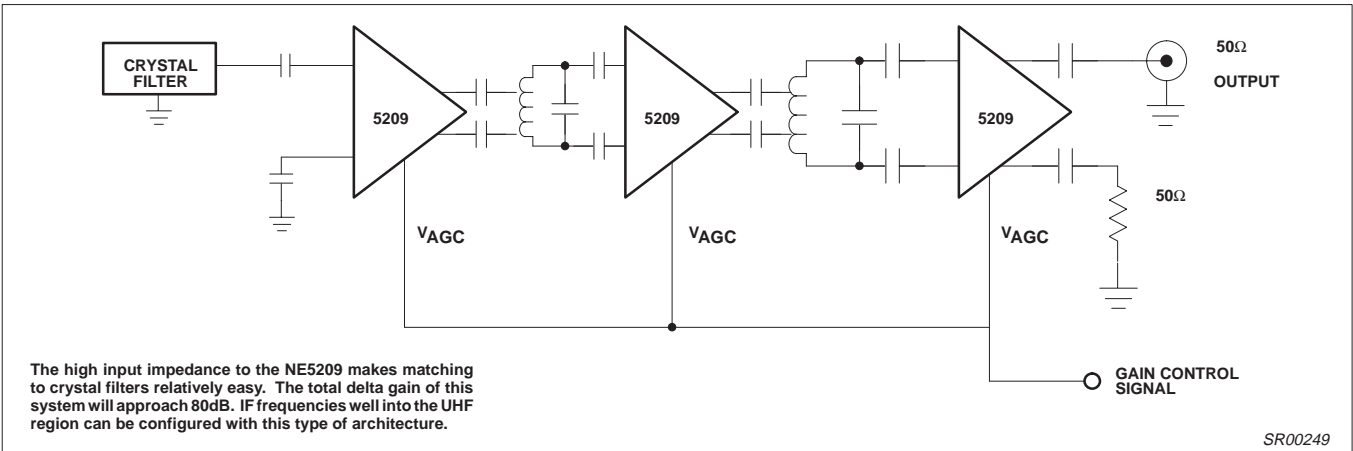 CRYSTAL
FILTER
5209
5209
5209
50Ω
OUTPUT
50Ω
VAGC
VAGC
VAGC
The high input impedance to the NE5209 makes matching
to crystal filters relatively easy. The total delta gain of this
system will approach 80dB. IF frequencies well into the UHF
region can be configured with this type of architecture.
GAIN CONTROL
SIGNAL
SR00249